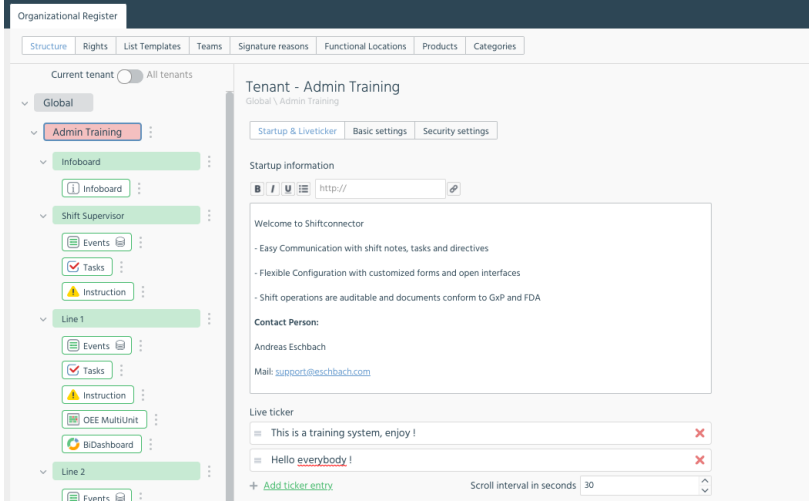 Organizational Register
Structure Rights List Templates Teams Signature reasons Functional Locations Products Categories
Current tenant All tenants
Global
Admin Training
Infoboard
Infoboard
Shift Supervisor
Events
Tasks
Instruction
Line 1
Events
Tasks
Instruction
OEE MultiUnit
BiDashboard
Line 2
Events
Tenant - Admin Training
Global \ Admin Training
Startup & Liveticker Basic settings Security settings
Startup information
B I U http://
Welcome to Shiftconnector
- Easy Communication with shift notes, tasks and directives
- Flexible Configuration with customized forms and open interfaces
- Shift operations are auditable and documents conform to GxP and FDA
Contact Person:
Andreas Eschbach
Mail: support@eschbach.com
Live ticker
This is a training system, enjoy !
Hello everybody !
+ Add ticker entry Scroll interval in seconds 30